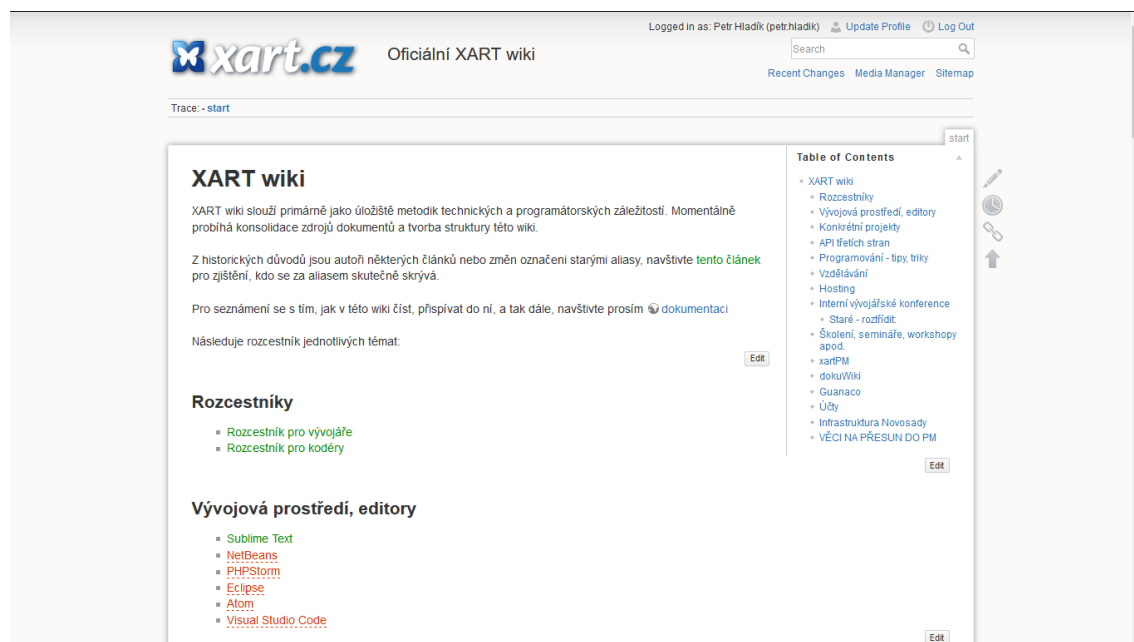 Logged in as: Petr Hladík (petr.hladik) Update Profile Log Out
xart.cz
Oficiální XART wiki
Search
Recent Changes Media Manager Sitemap
Trace: • start
start
XART wiki
XART wiki slouží primárně jako úložiště metodik technických a programátorských záležitostí. Momentálně
probíhá konsolidace zdrojů dokumentů a tvorba struktury této wiki.
Z historických důvodů jsou autoři některých článků nebo změn označeni starými aliasy, navštivte tento článek
pro zjištění, kdo se za aliasem skutečně skrývá.
Pro seznámení se s tím, jak v této wiki číst, přispívat do ní, a tak dále, navštivte prosím dokumentaci
Následuje rozcestník jednotlivých témat:
Edit
Table of Contents
XART wiki
Rozcestníky
Vývojová prostředí, editory
Konkrétní projekty
API třetích stran
Programování - tipy, triky
Vzdělávání
Hosting
Interní vývojářské konference
Staré - roztřídit:
Školení, semináře, workshopy
apod.
xartPM
dokuWiki
Guanaco
Účty
Infrastruktura Novosady
VĚCI NA PŘESUN DO PM
Rozcestníky
Rozcestník pro vývojáře
Rozcestník pro kodéry
Edit
Vývojová prostředí, editory
Sublime Text
NetBeans
PHPStorm
Eclipse
Atom
Visual Studio Code
Edit